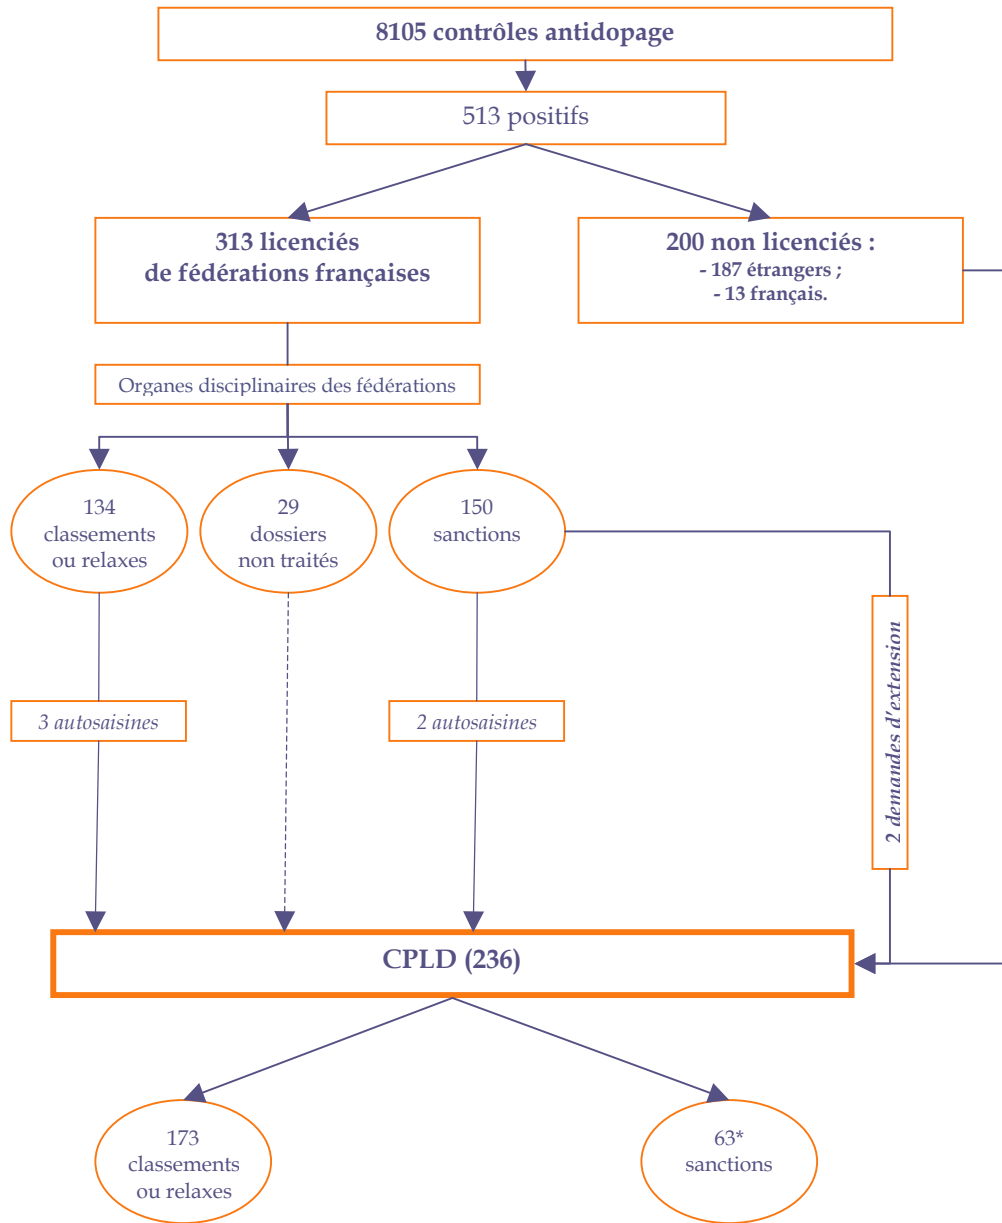 8105 contrôles antidopage
513 positifs
313 licenciés
de fédérations françaises
200 non licenciés :
- 187 étrangers ;
- 13 français.
Organes disciplinaires des fédérations
134
classements
ou relaxes
29
dossiers
non traités
150
sanctions
3 autosaisines
2 autosaisines
2 demandes d'extension
CPLD (236)
173
classements
ou relaxes
63*
sanctions